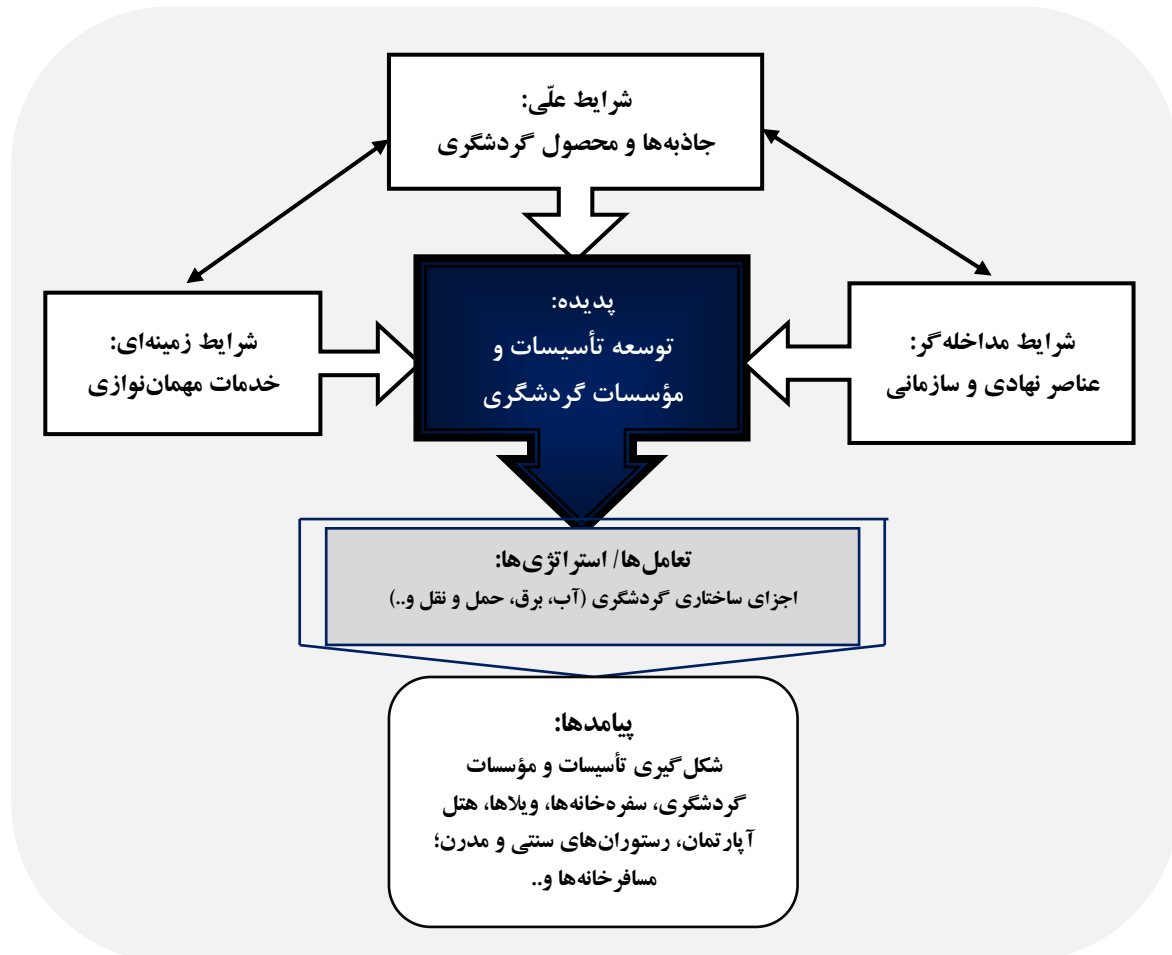 شرایط علّی:
جاذبه‌ها و محصول گردشگری
شرایط مداخله‌گر:
عناصر نهادی و سازمانی
پدیده:
توسعه تأسیسات و
مؤسسات گردشگری
شرایط زمینه‌ای:
خدمات مهمان‌نوازی
تعامل‌ها/ استراتژی‌ها:
اجزای ساختاری گردشگری (آب، برق، حمل و نقل و..)
پیامدها:
شکل‌گیری تأسیسات و مؤسسات
گردشگری، سفره‌خانه‌ها، ویلاها، هتل
آپارتمان، رستوران‌های سنتی و مدرن؛
مسافرخانه‌ها و..